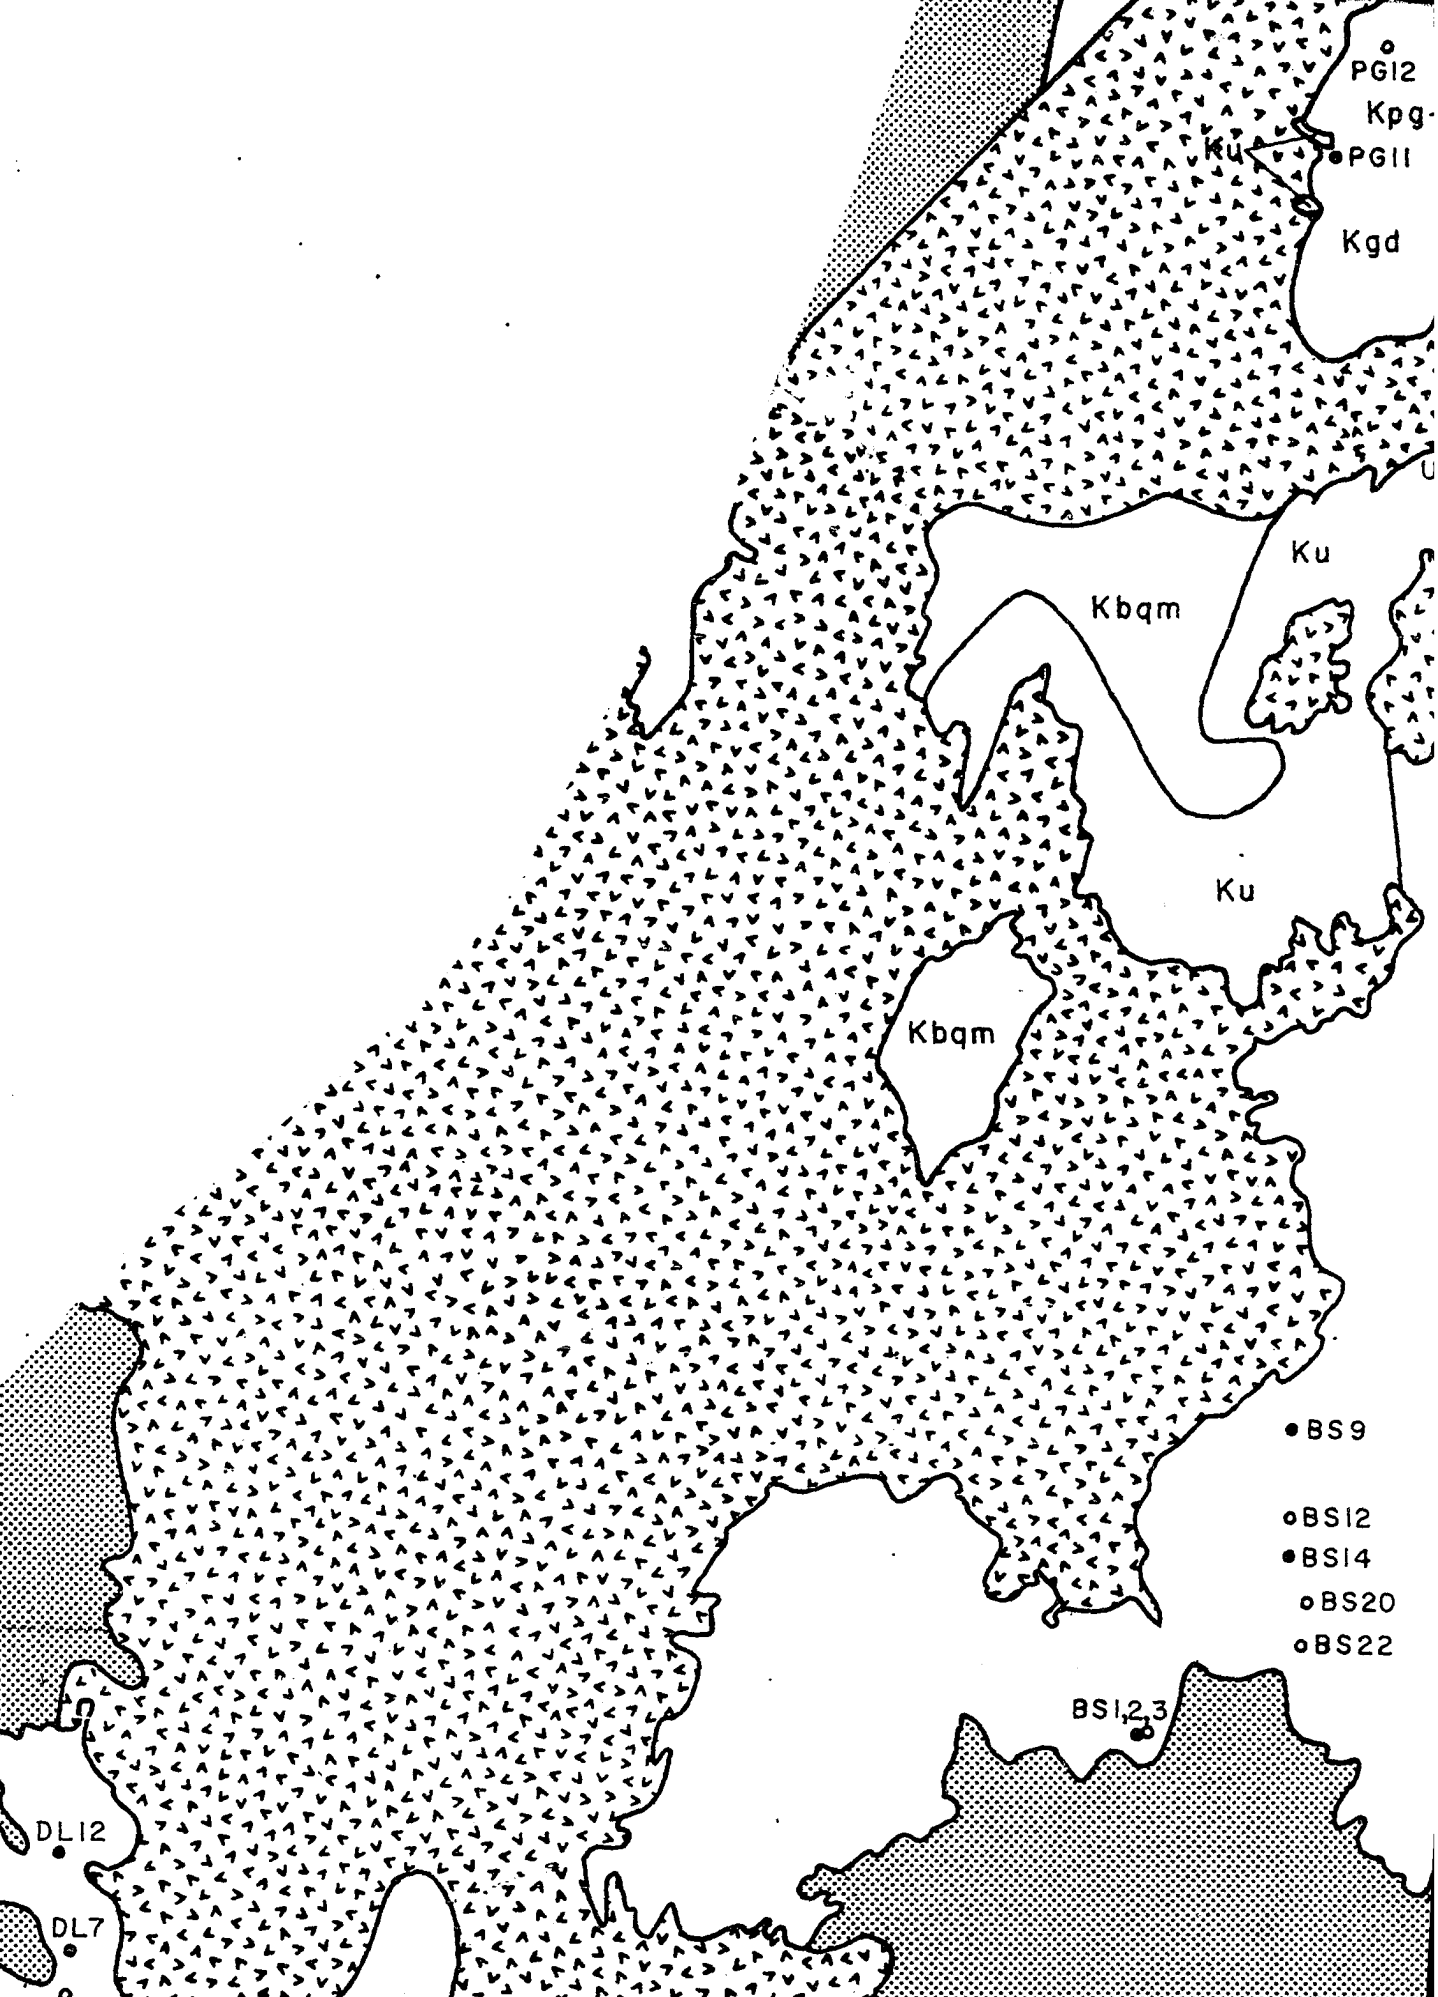 PG12
Kpg-
Ku
PG11
Kgd
U
Ku
Kbqm
Ku
Kbqm
BS9
BS12
BS14
BS20
BS22
BS1,2,3
DL12
DL7